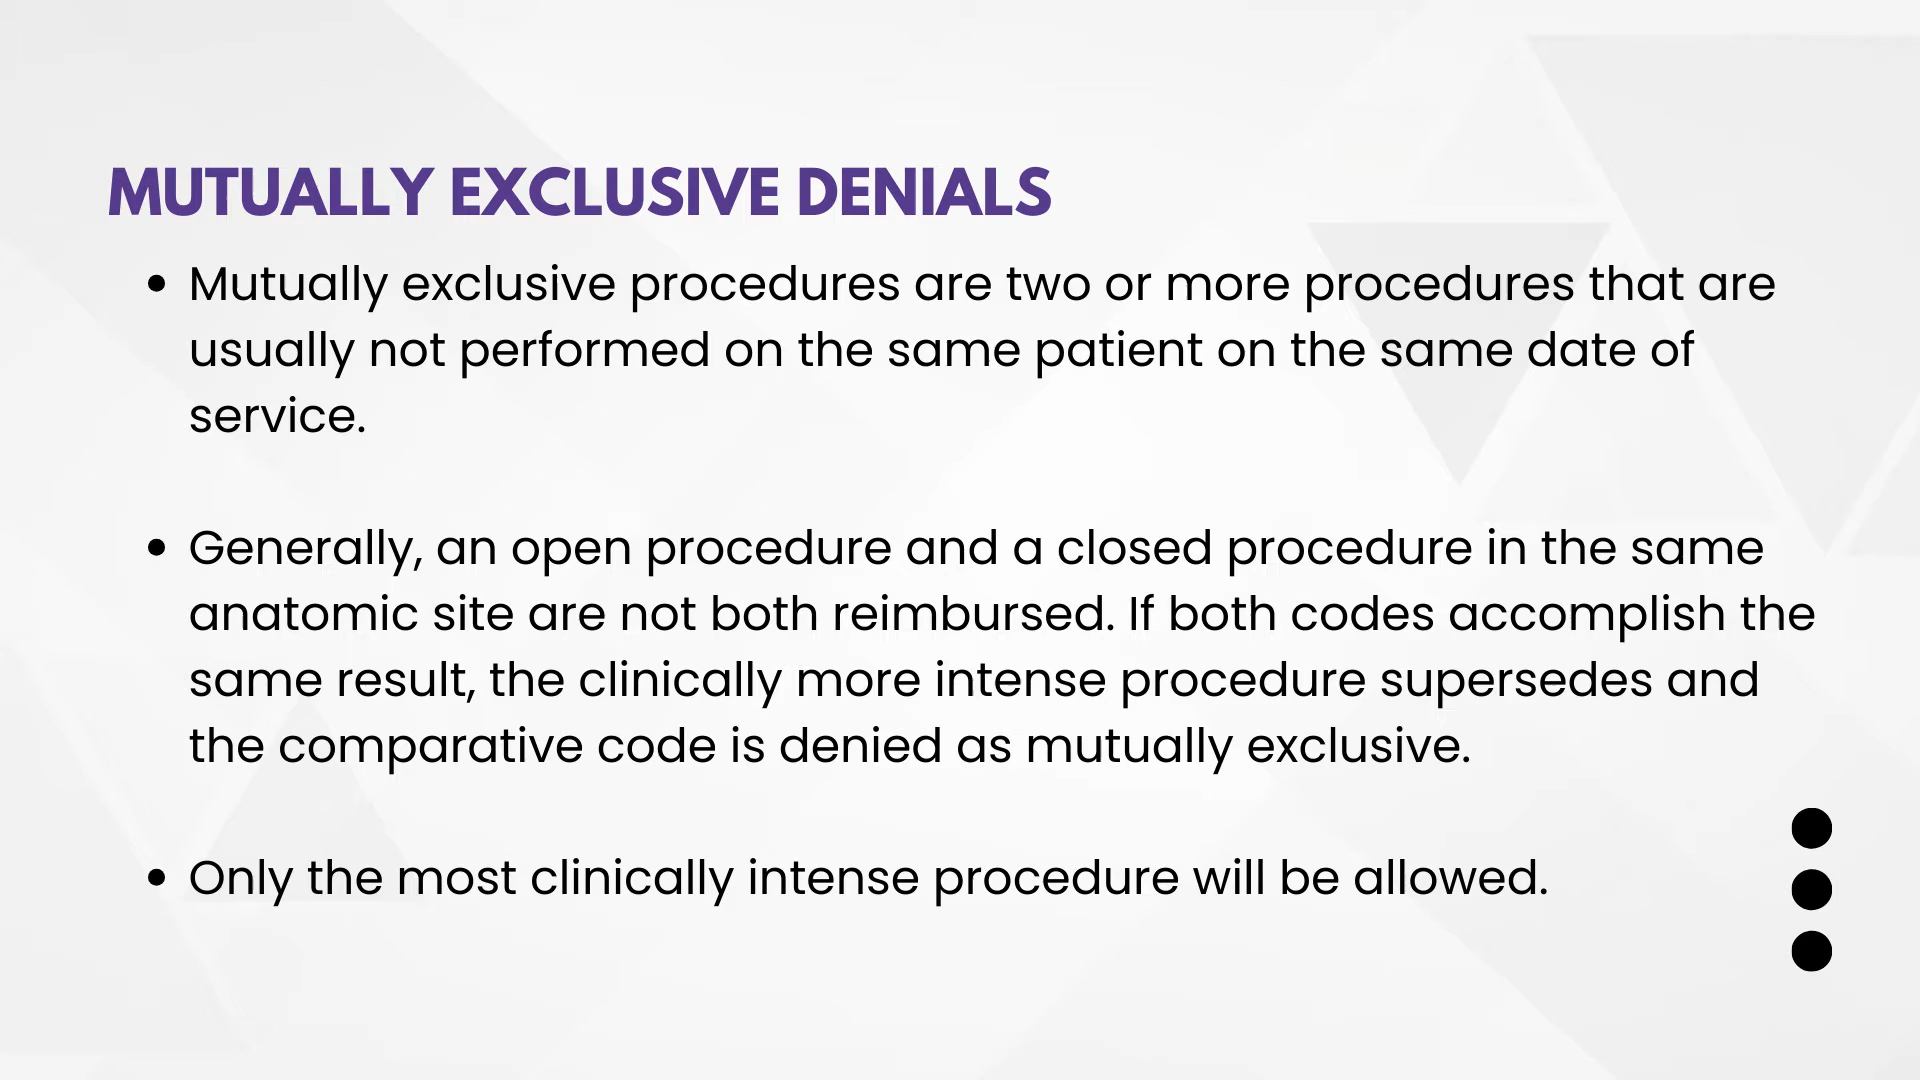 MUTUALLY EXCLUSIVE DENIALS
• Mutually exclusive procedures are two or more procedures that are
usually not performed on the same patient on the same date of
service.
• Generally, an open procedure and a closed procedure in the same
anatomic site are not both reimbursed. If both codes accomplish the
same result, the clinically more intense procedure supersedes and
the comparative code is denied as mutually exclusive.
• Only the most clinically intense procedure will be allowed.